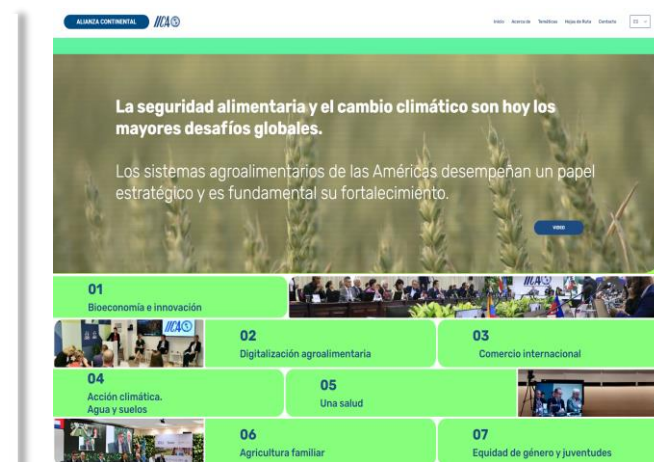 ALIANZA CONTINENTAL
IICA
Inicio Acerca de Temáticas Hojas de Ruta Contacto ES
La seguridad alimentaria y el cambio climático son hoy los
mayores desafíos globales.
Los sistemas agroalimentarios de las Américas desempeñan un papel
estratégico y es fundamental su fortalecimiento.
VIDEO
01
Bioeconomía e innovación
IICA
IICA
02
Digitalización agroalimentaria
03
Comercio internacional
04
Acción climática.
Agua y suelos
05
Una salud
06
Agricultura familiar
07
Equidad de género y juventudes